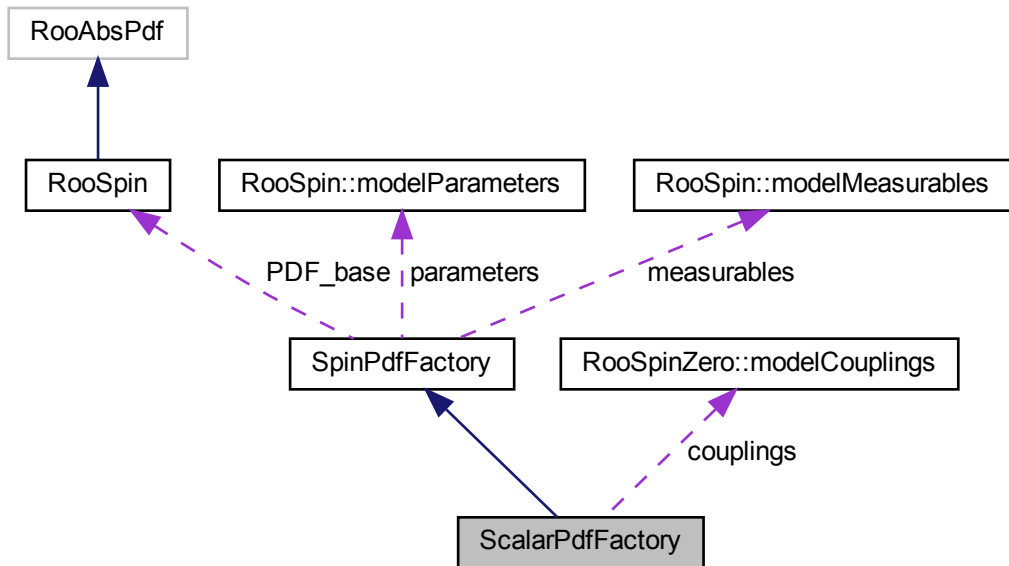 RooAbsPdf
RooSpin
RooSpin::modelParameters
RooSpin::modelMeasurables
PDF_base
parameters
measurables
SpinPdfFactory
RooSpinZero::modelCouplings
couplings
ScalarPdfFactory